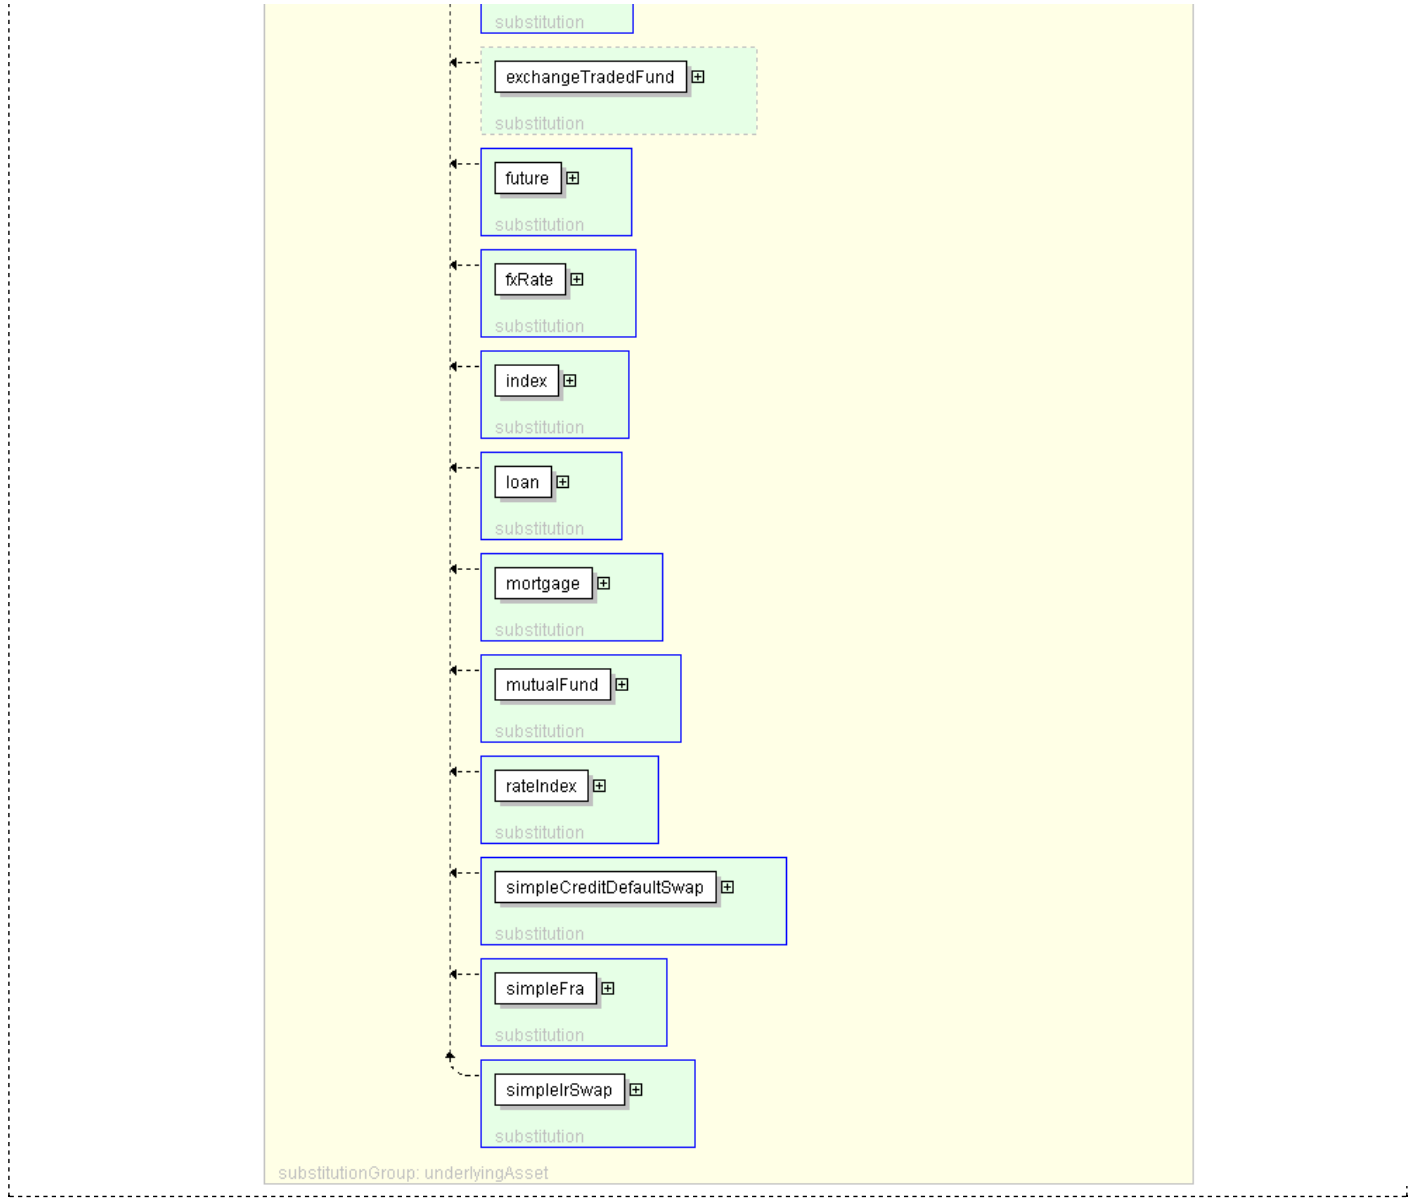 substitution
exchangeTradedFund
substitution
future
substitution
fxRate
substitution
index
substitution
loan
substitution
mortgage
substitution
mutualFund
substitution
rateIndex
substitution
simpleCreditDefaultSwap
substitution
simpleFra
substitution
simpleIrSwap
substitution
substitutionGroup: underlyingAsset